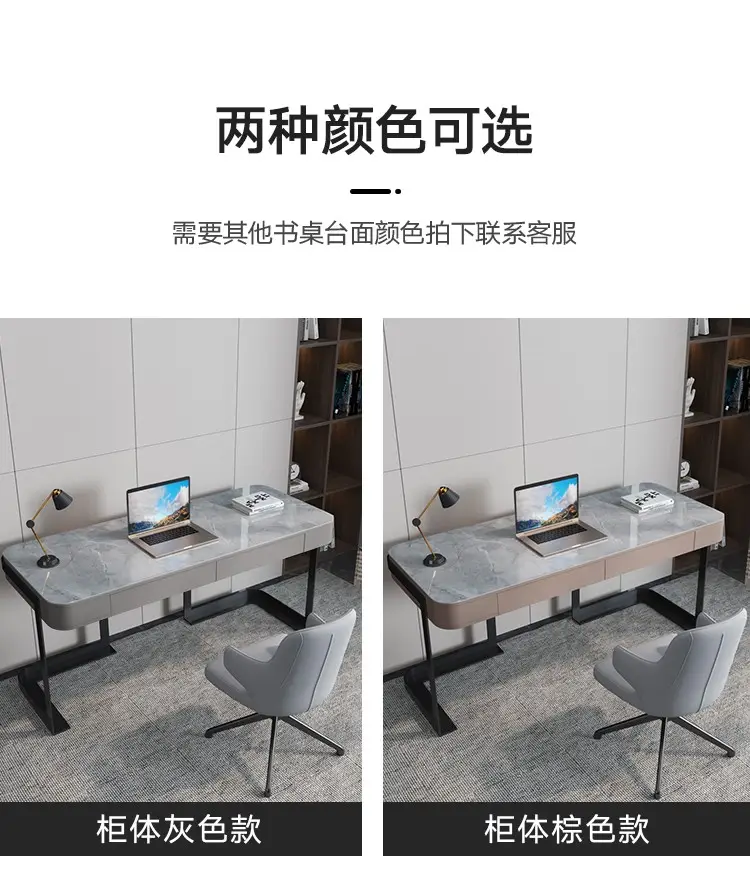 两种颜色可选
需要其他书桌台面颜色拍下联系客服
柜体灰色款
柜体棕色款